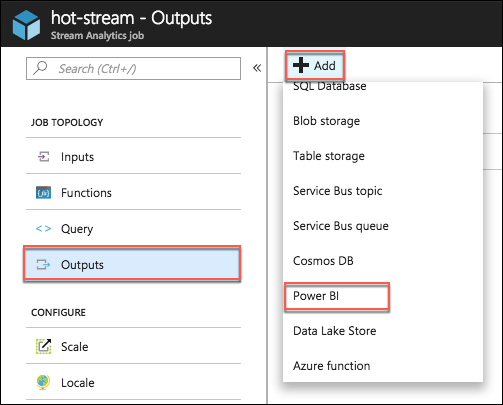 hot-stream - Outputs
Stream Analytics job
Search (Ctrl+/)
«
JOB TOPOLOGY
Inputs
Functions
Query
Outputs
CONFIGURE
Scale
Locale
Add
SQL Database
Blob storage
Table storage
Service Bus topic
Service Bus queue
Cosmos DB
Power BI
Data Lake Store
Azure function